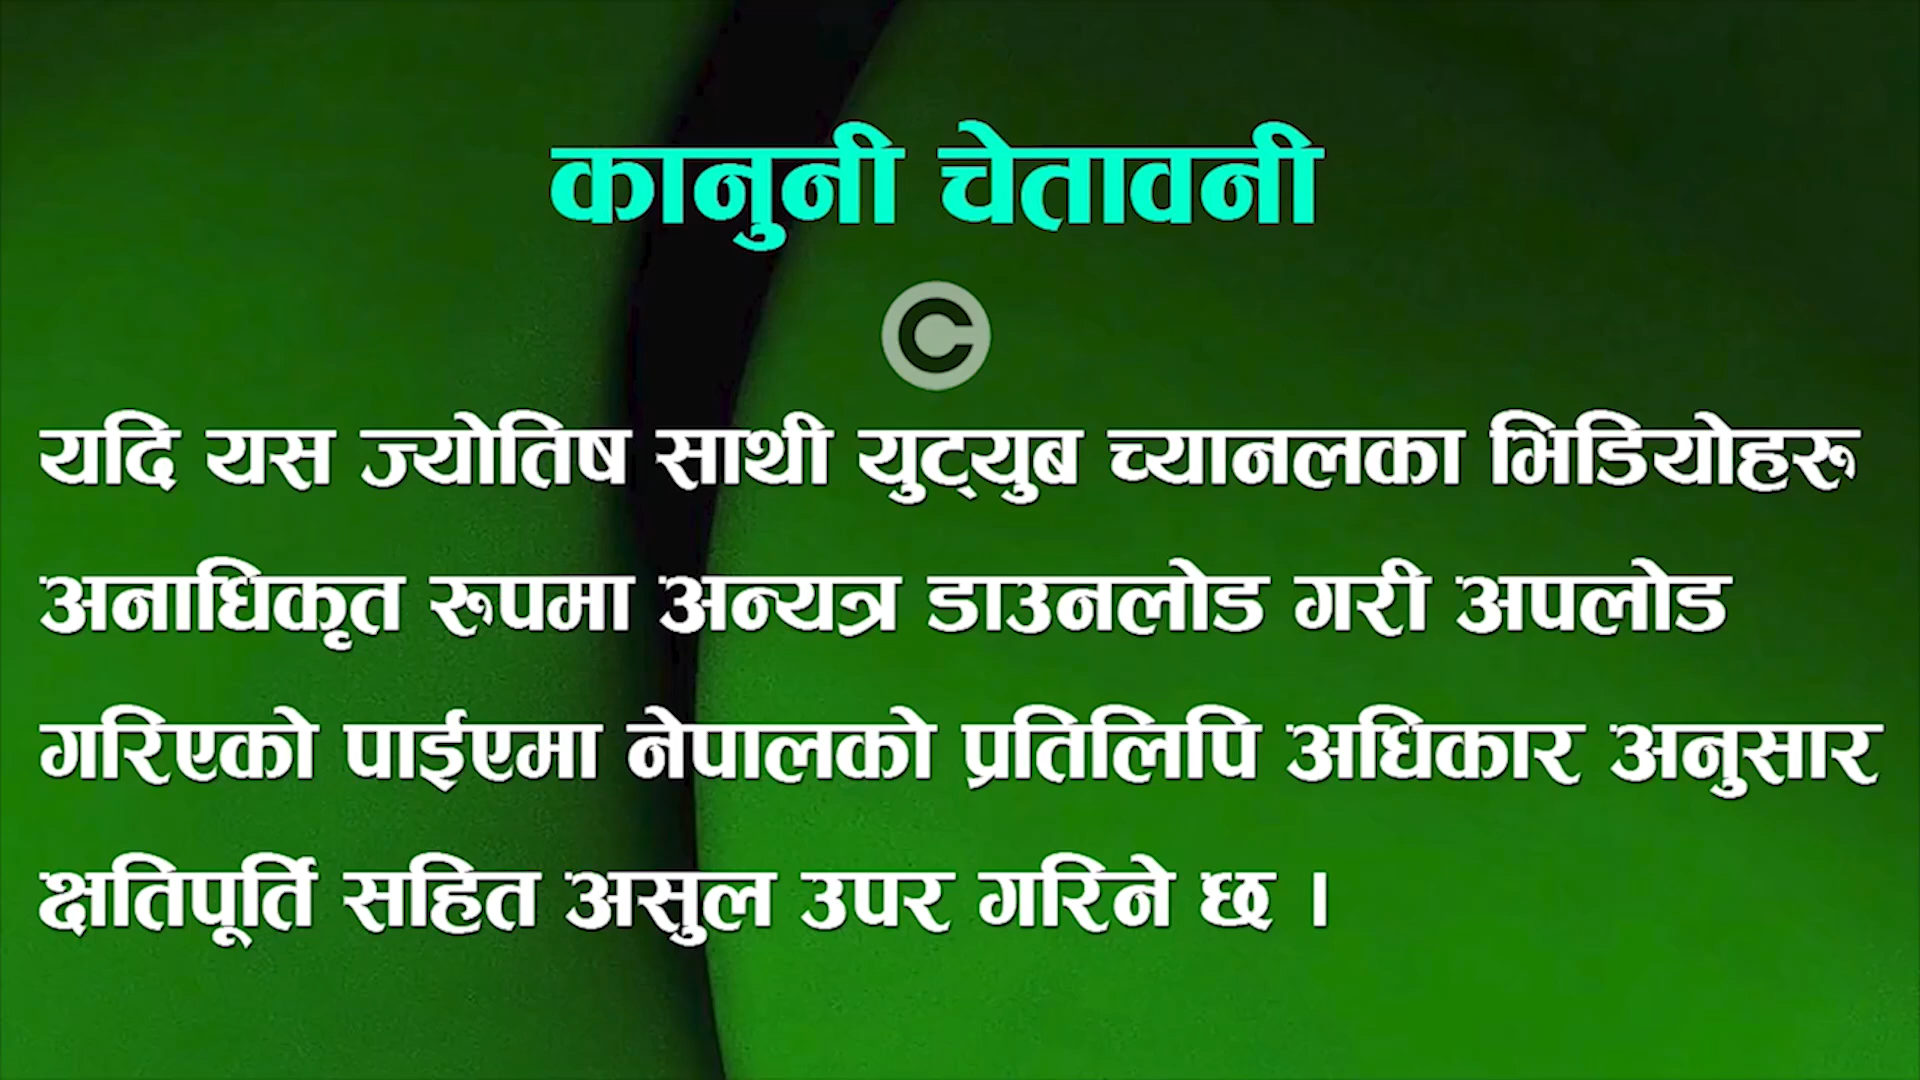 कानुनी चेतावनी
©
यदि यस ज्योतिष साथी युट्युब च्यानलका भिडियोहरू
अनाधिकृत रूपमा अन्यत्र डाउनलोड गरी अपलोड
गरिएको पाईएमा नेपालको प्रतिलिपि अधिकार अनुसार
क्षतिपूर्ति सहित असुल उपर गरिने छ ।